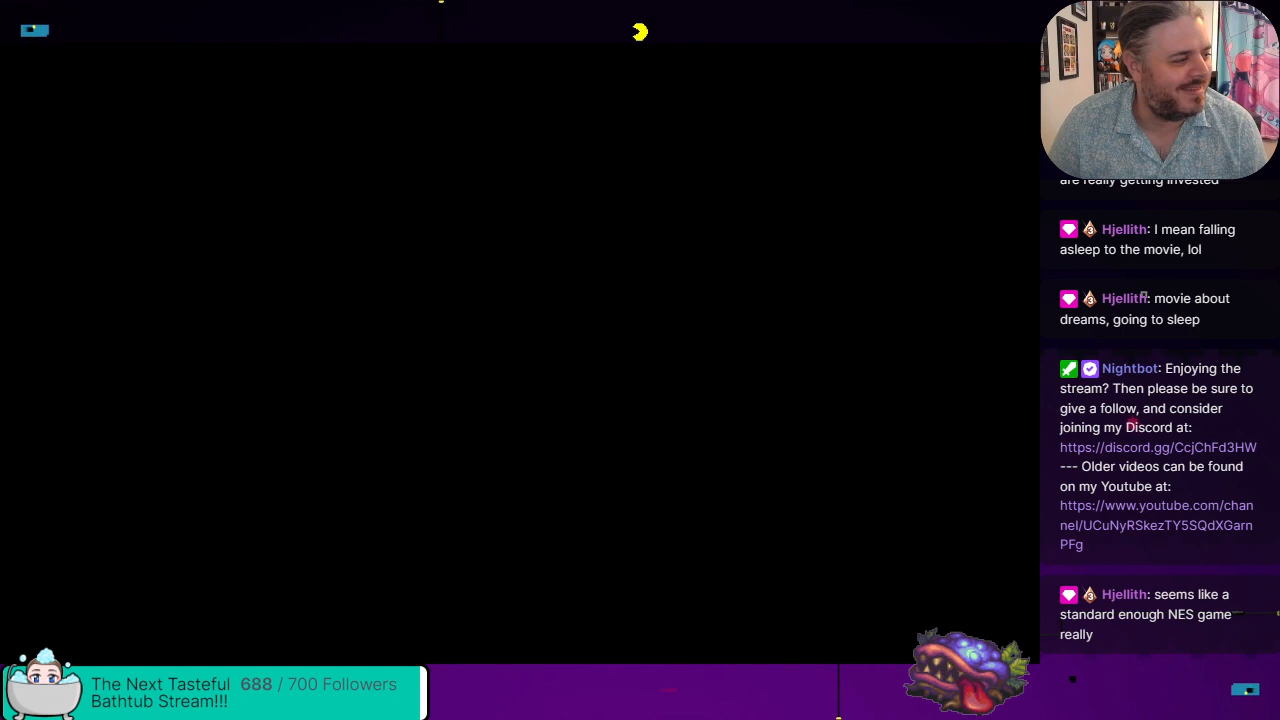 are really getting invested
Hjellith: I mean falling
asleep to the movie, lol
Hjellith: movie about
dreams, going to sleep
Nightbot: Enjoying the
stream? Then please be sure to
give a follow, and consider
joining my Discord at:
https://discord.gg/CcjChFd3HW
--- Older videos can be found
on my Youtube at:
https://www.youtube.com/chan
nel/UCuNyRSkezTY5SQdXGarn
PFg
Hjellith: seems like a
standard enough NES game
really
The Next Tasteful 688 / 700 Followers
Bathtub Stream!!!